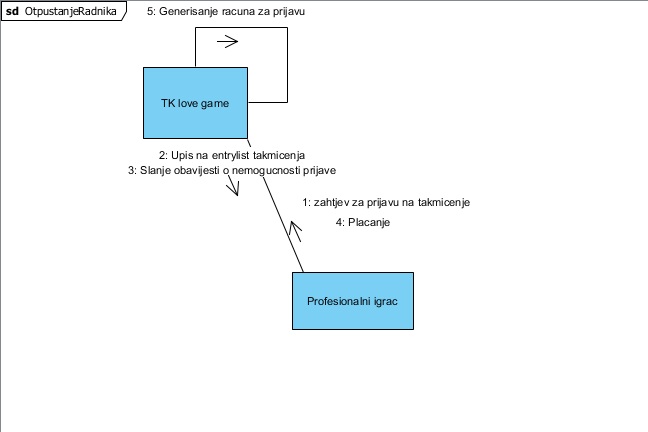 sd OtpustanjeRadnika
5: Generisanje racuna za prijavu
TK love game
2: Upis na entrylist takmicenja
3: Slanje obavijesti o nemogucnosti prijave
1: zahtjev za prijavu na takmicenje
4: Placanje
Profesionalni igrac